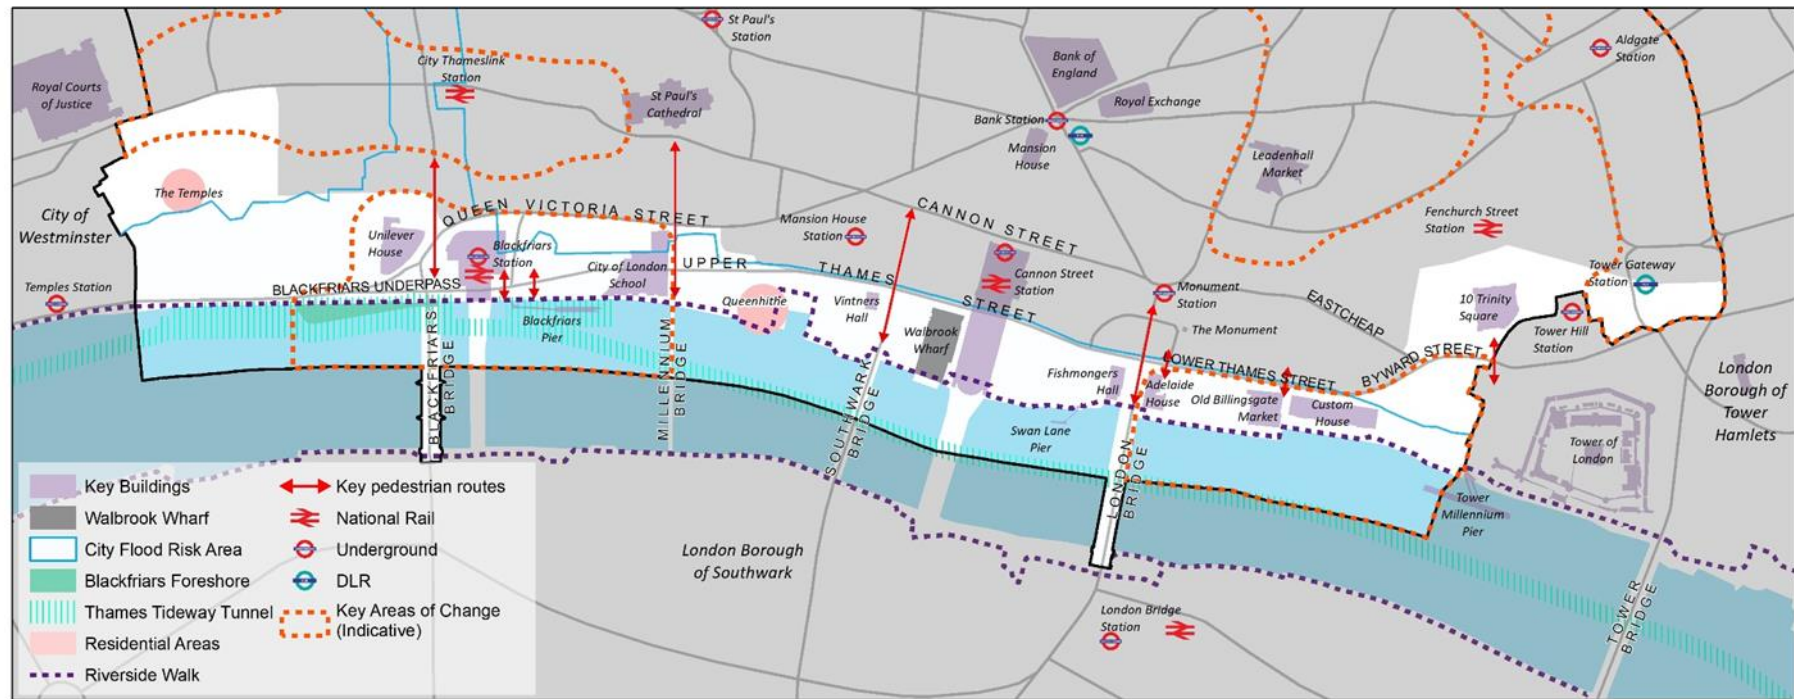 St Paul's
Station
Aldgate
Station
City Thameslink
Station
Bank of
England
Royal Courts
of Justice
St Paul's
Cathedral
Royal Exchange
Bank Station
Mansion
House
Leadenhall
Market
The Temples
City of
Westminster
QUEEN VICTORIA STREET
Mansion House
Station
CANNON STREET
Fenchurch Street
Station
Unilever
House
Blackfriars
Station
City of London
School
UPPER THAMES STREET
Cannon Street
Station
Tower Gateway
Station
Temples Station
BLACKFRIARS UNDERPASS
Queenhithe
Vintners
Hall
Monument
Station
EASTCHEAP
10 Trinity
Square
Tower Hill
Station
Blackfriars
Pier
Walbrook
Wharf
The Monument
BLACKFRIARS
BRIDGE
MILLENNIUM
BRIDGE
SOUTHWARK
BRIDGE
Fishmongers
Hall
LOWER THAMES STREET
BYWARD STREET
Adelaide
House
Old Billingsgate
Market
Custom
House
London
Borough of
Tower
Hamlets
Swan Lane
Pier
LONDON
BRIDGE
Tower of
London
Tower
Millennium
Pier
London Borough
of Southwark
London Bridge
Station
TOWER
BRIDGE
Key Buildings
Walbrook Wharf
City Flood Risk Area
Blackfriars Foreshore
Thames Tideway Tunnel
Residential Areas
Riverside Walk
Key pedestrian routes
National Rail
Underground
DLR
Key Areas of Change
(Indicative)